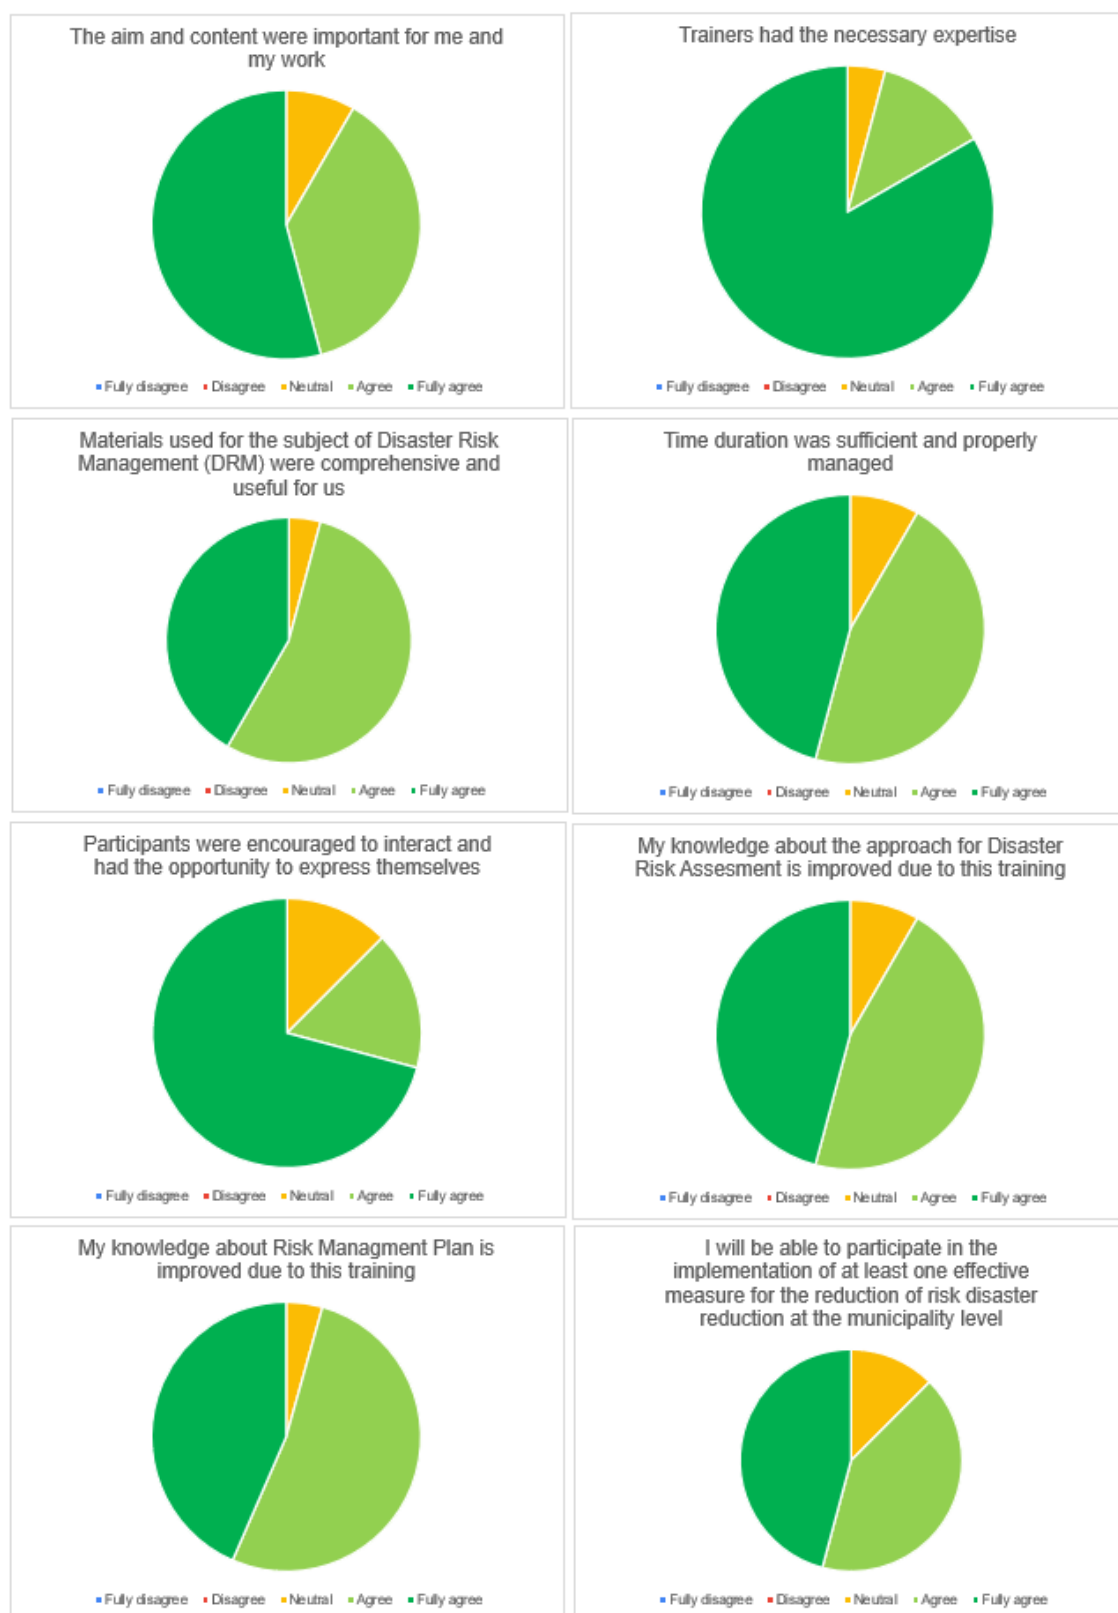 The aim and content were important for me and
my work
Fully disagree Disagree Neutral Agree Fully agree
Trainers had the necessary expertise
Fully disagree Disagree Neutral Agree Fully agree
Materials used for the subject of Disaster Risk
Management (DRM) were comprehensive and
useful for us
Fully disagree Disagree Neutral Agree Fully agree
Time duration was sufficient and properly
managed
Fully disagree Disagree Neutral Agree Fully agree
Participants were encouraged to interact and
had the opportunity to express themselves
Fully disagree Disagree Neutral Agree Fully agree
My knowledge about the approach for Disaster
Risk Assesment is improved due to this training
Fully disagree Disagree Neutral Agree Fully agree
My knowledge about Risk Managment Plan is
improved due to this training
Fully disagree Disagree Neutral Agree Fully agree
I will be able to participate in the
implementation of at least one effective
measure for the reduction of risk disaster
reduction at the municipality level
Fully disagree Disagree Neutral Agree Fully agree